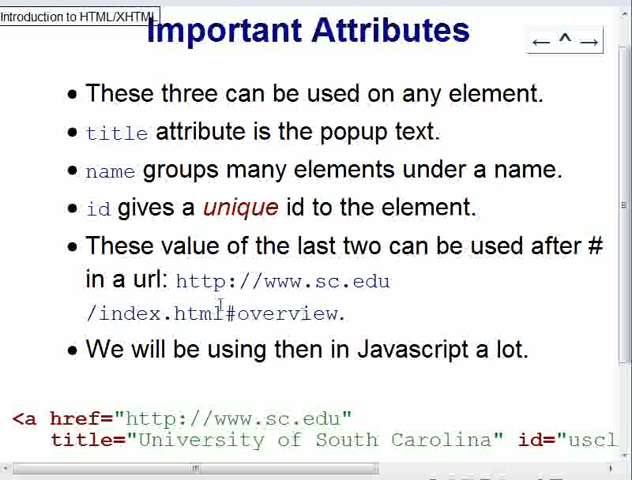 Introduction to HTML/XHTML
Important Attributes
← ^ →
• These three can be used on any element.
• title attribute is the popup text.
• name groups many elements under a name.
• id gives a unique id to the element.
• These value of the last two can be used after #
in a url: http://www.sc.edu
/index.html#overview.
• We will be using then in Javascript a lot.
<a href="http://www.sc.edu"
title="University of South Carolina" id="uscl